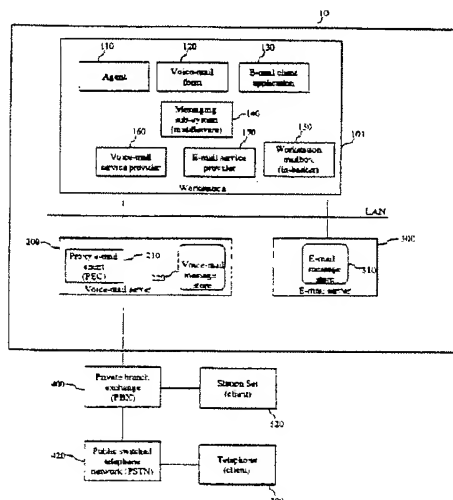 10
110
120
130
Agent
Voice-mail
form
E-mail client
application
Messaging
sub-system
(middleware)
140
160
150
101
Voice-mail
service provider
E-mail service
provider
Workstation
mailbox
(in-basket)
Workstation
LAN
200
210
300
Proxy e-mail
(PEC)
Voice-mail
message
store
Voice-mail server
E-mail
message
310
E-mail server
400
Private branch
exchange
(PBX)
Station Set
(client)
520
420
Public switched
telephone
network (PSTN)
Telephone
(client)